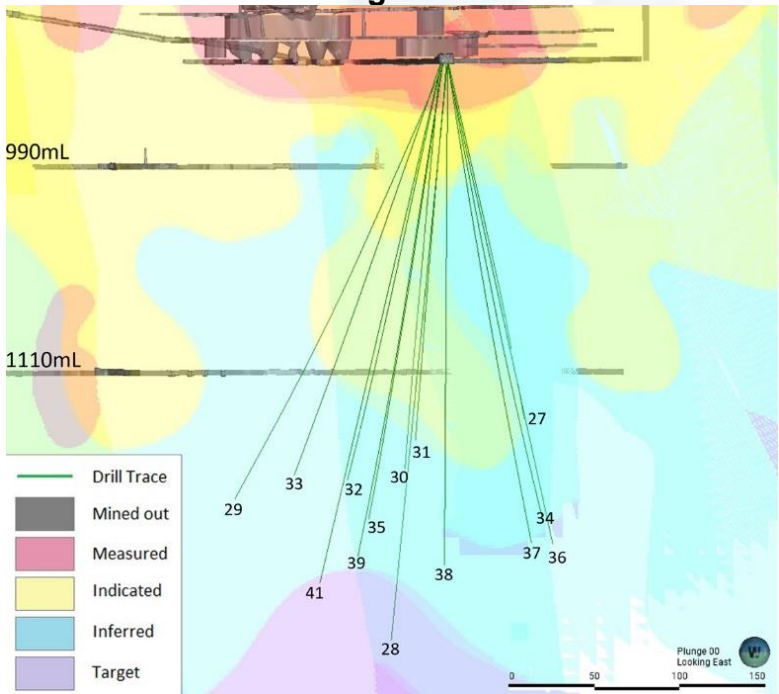 990mL
1110mL
27
31
30
33
32
29
34
35
37
36
39
38
41
28
Drill Trace
Mined out
Measured
Indicated
Inferred
Target
Plunge 00
Looking East
0 50 100 150